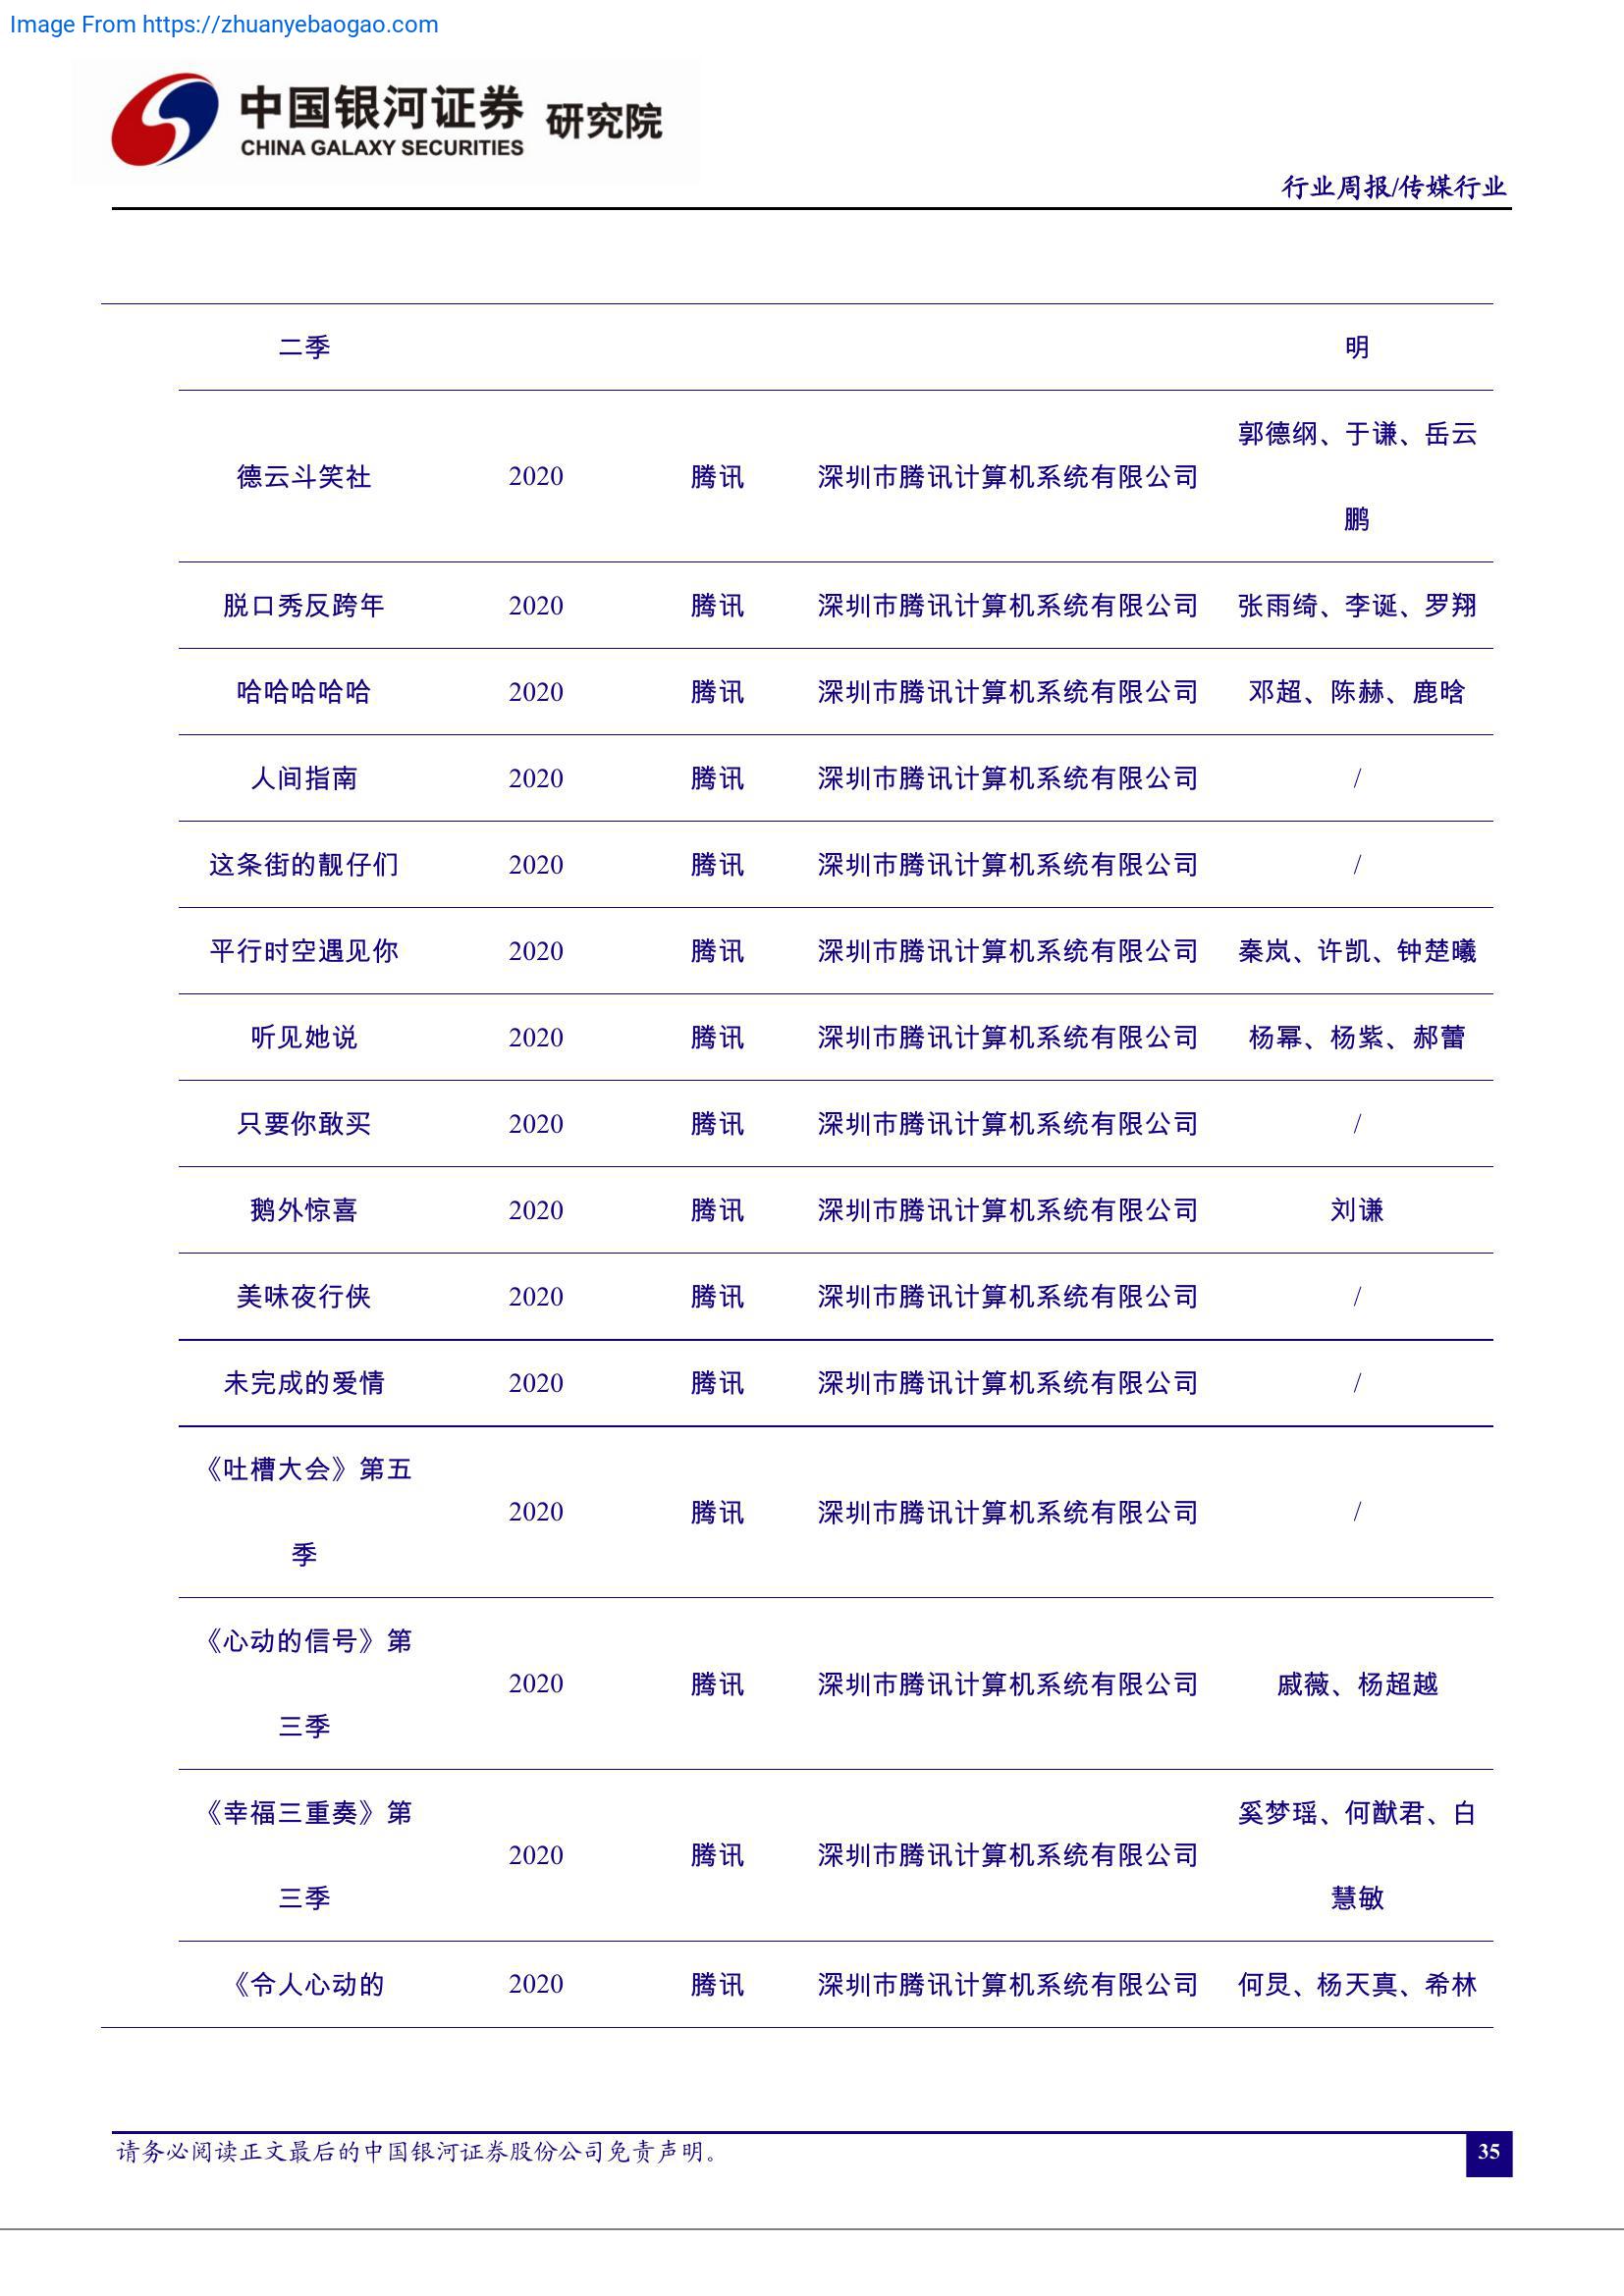 Image From https://zhuanyebaogao.com
中国银河证券 研究院
CHINA GALAXY SECURITIES
行业周报/传媒行业
二季 明
郭德纲、于谦、岳云
德云斗笑社 2020 腾讯 深圳市腾讯计算机系统有限公司
鹏
脱口秀反跨年 2020 腾讯 深圳市腾讯计算机系统有限公司 张雨绮、李诞、罗翔
哈哈哈哈哈 2020 腾讯 深圳市腾讯计算机系统有限公司 邓超、陈赫、鹿晗
人间指南 2020 腾讯 深圳市腾讯计算机系统有限公司 /
这条街的靓仔们 2020 腾讯 深圳市腾讯计算机系统有限公司 /
平行时空遇见你 2020 腾讯 深圳市腾讯计算机系统有限公司 秦岚、许凯、钟楚曦
听见她说 2020 腾讯 深圳市腾讯计算机系统有限公司 杨幂、杨紫、郝蕾
只要你敢买 2020 腾讯 深圳市腾讯计算机系统有限公司 /
鹅外惊喜 2020 腾讯 深圳市腾讯计算机系统有限公司 刘谦
美味夜行侠 2020 腾讯 深圳市腾讯计算机系统有限公司 /
未完成的爱情 2020 腾讯 深圳市腾讯计算机系统有限公司 /
《吐槽大会》第五
2020 腾讯 深圳市腾讯计算机系统有限公司 /
季
《心动的信号》第
2020 腾讯 深圳市腾讯计算机系统有限公司 戚薇、杨超越
三季
《幸福三重奏》第 奚梦瑶、何猷君、白
2020 腾讯 深圳市腾讯计算机系统有限公司
三季 慧敏
《令人心动的 2020 腾讯 深圳市腾讯计算机系统有限公司 何炅、杨天真、希林
请务必阅读正文最后的中国银河证券股份公司免责声明。 35